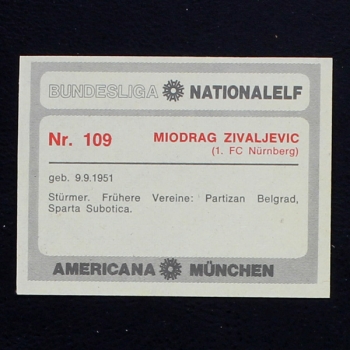 BUNDESLIGA NATIONALELF
Nr. 109 MIODRAG ZIVALJEVIC
(1. FC Nürnberg)
geb. 9.9.1951
Stürmer. Frühere Vereine: Partizan Belgrad,
Sparta Subotica.
AMERICANA MÜNCHEN